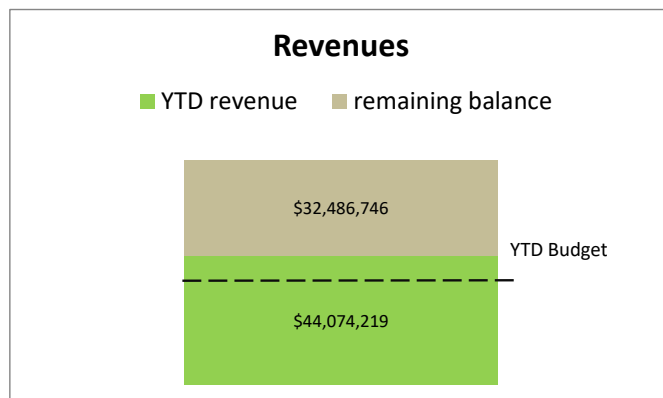 Revenues
YTD revenue remaining balance
$32,486,746
YTD Budget
$44,074,219